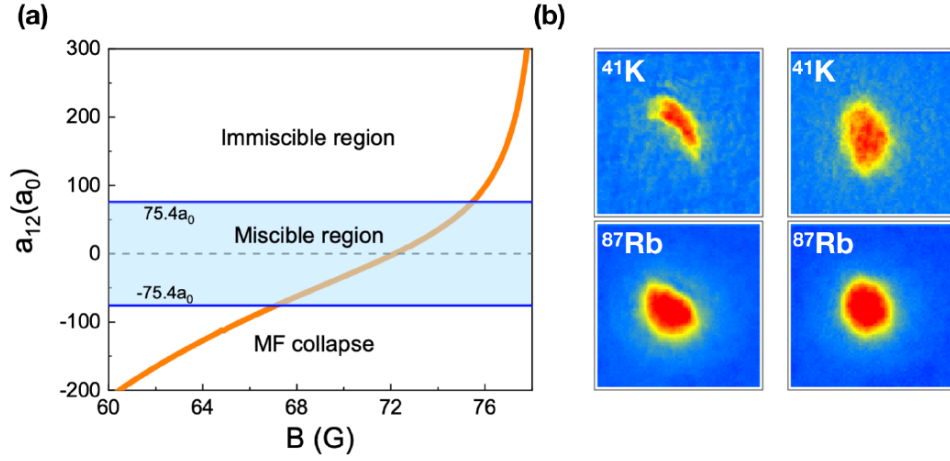 (a)
(b)
300
200
100
0
-100
-200
a₁₂(a₀)
Immiscible region
75.4a₀
Miscible region
-75.4a₀
MF collapse
60 64 68 72 76
B (G)
⁴¹K
⁴¹K
⁸⁷Rb
⁸⁷Rb